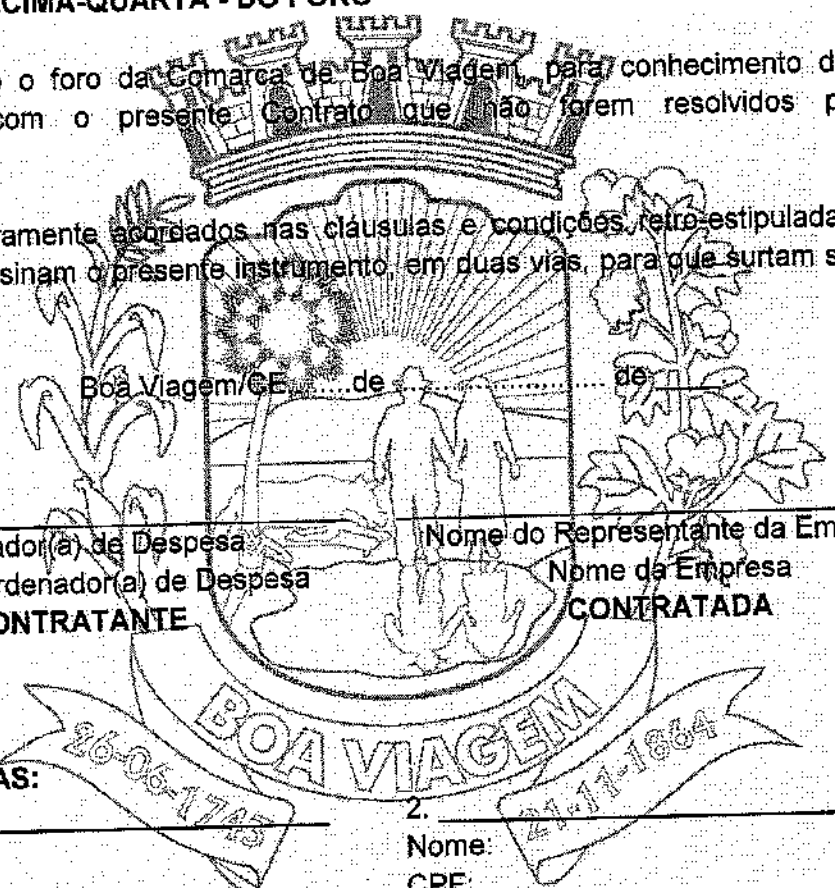 CIMA-QUARTA - DO FORO
o foro da Comarca de Boa Viagem, para conhecimento d
com o presente Contrato que não forem resolvidos p
ramente acordados nas cláusulas e condições retro-estipulada
sinam o presente instrumento, em duas vias, para que surtam s
Boa Viagem/CE ...... de ........................ de
ador(a) de Despesa
Nome do Representante da Em
rdenador(a) de Despesa
Nome da Empresa
ONTRATANTE
CONTRATADA
BOA VIAGEM
26-06-1743
21-11-1864
AS:
2.
Nome:
CPF: